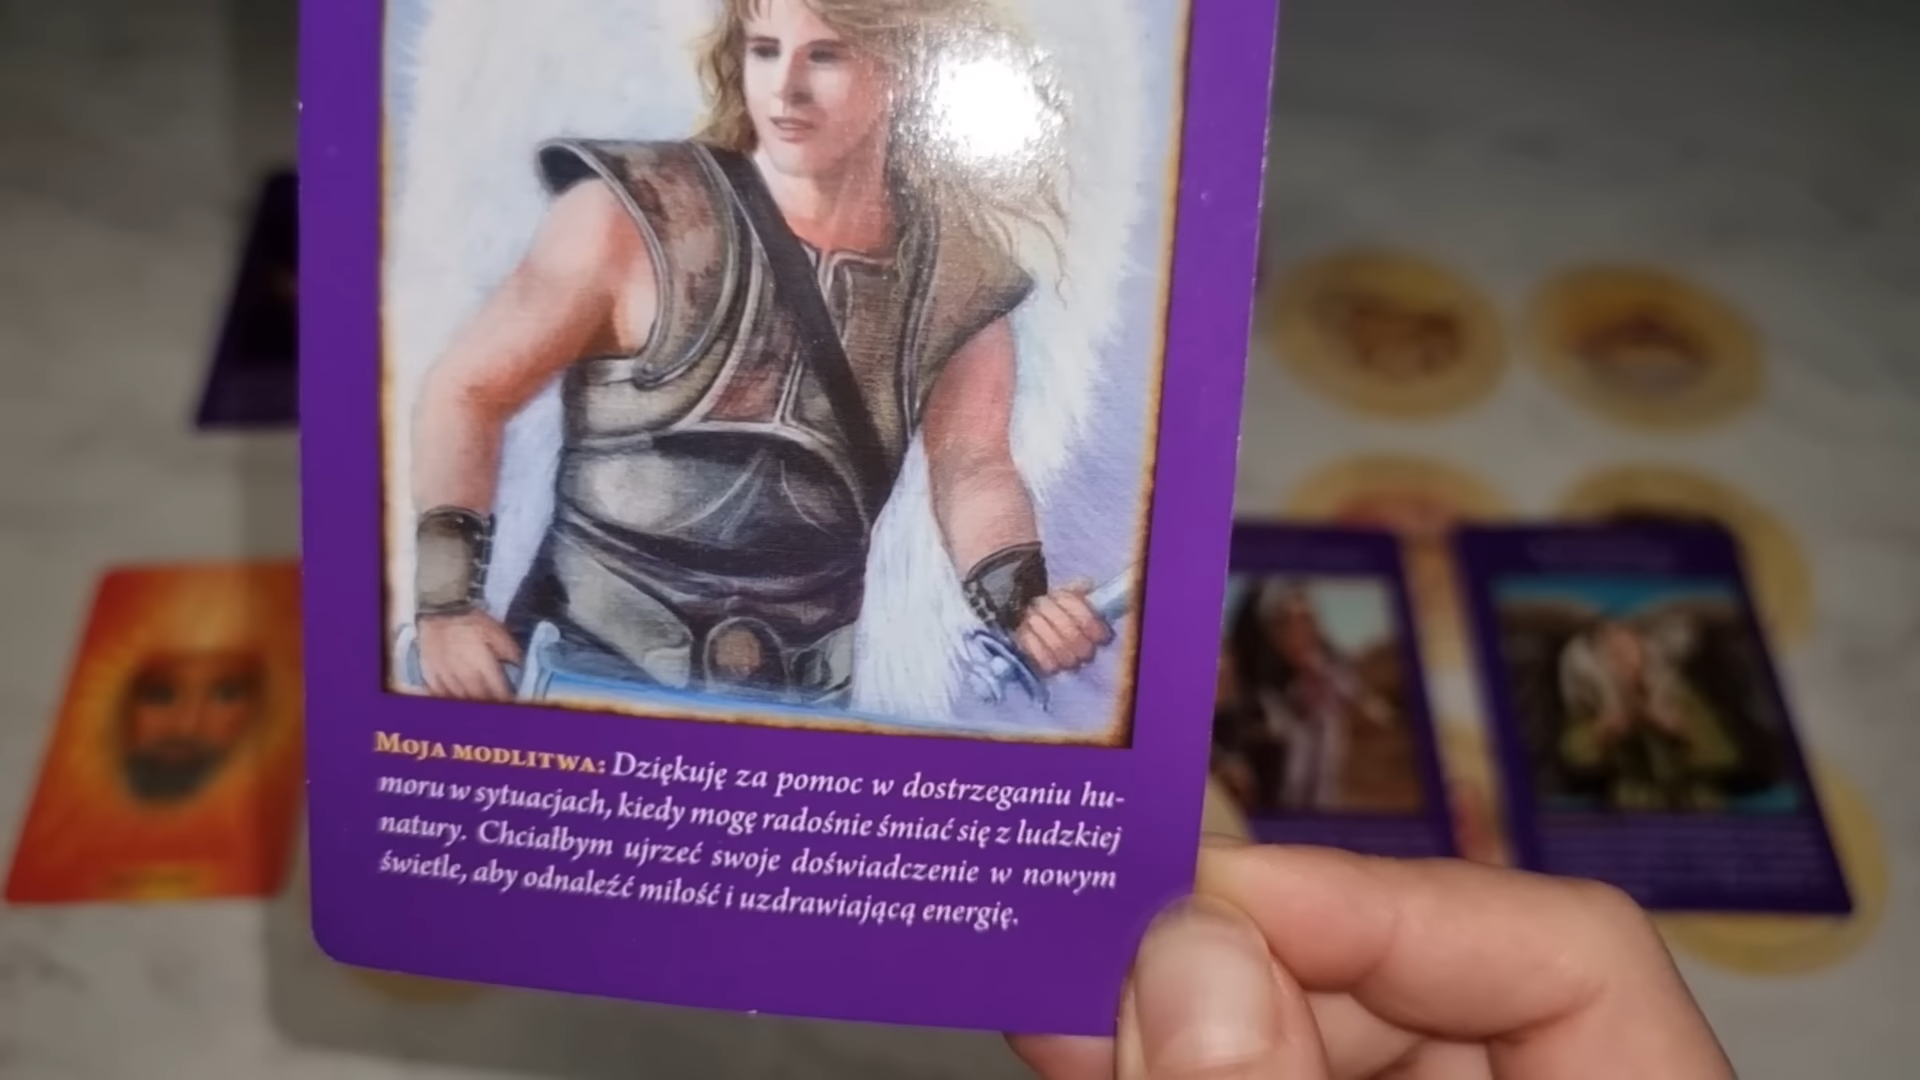 Moja modlitwa: Dziękuję za pomoc w dostrzeganiu hu-
moru w sytuacjach, kiedy mogę radośnie śmiać się z ludzkiej
natury. Chciałbym ujrzeć swoje doświadczenie w nowym
świetle, aby odnaleźć miłość i uzdrawiającą energię.